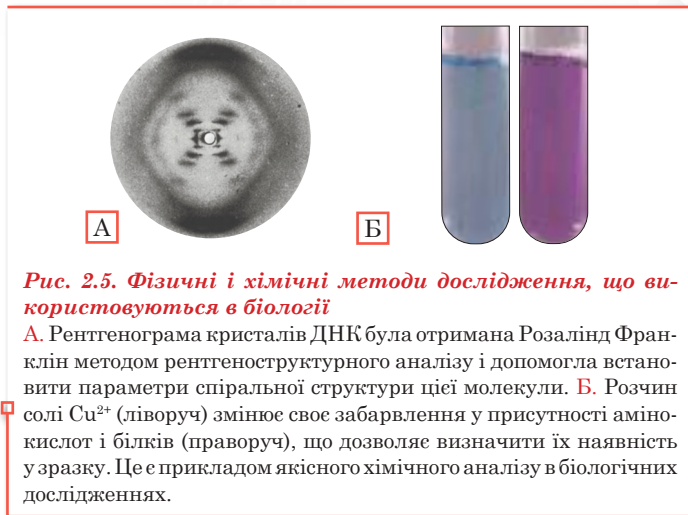 А
Б
Рис. 2.5. Фізичні і хімічні методи дослідження, що ви-
користовуються в біології
А. Рентгенограма кристалів ДНК була отримана Розалінд Фран-
клін методом рентгеноструктурного аналізу і допомогла встано-
вити параметри спіральної структури цієї молекули. Б. Розчин
солі Cu²⁺ (ліворуч) змінює своє забарвлення у присутності аміно-
кислот і білків (праворуч), що дозволяє визначити їх наявність
у зразку. Це є прикладом якісного хімічного аналізу в біологічних
дослідженнях.